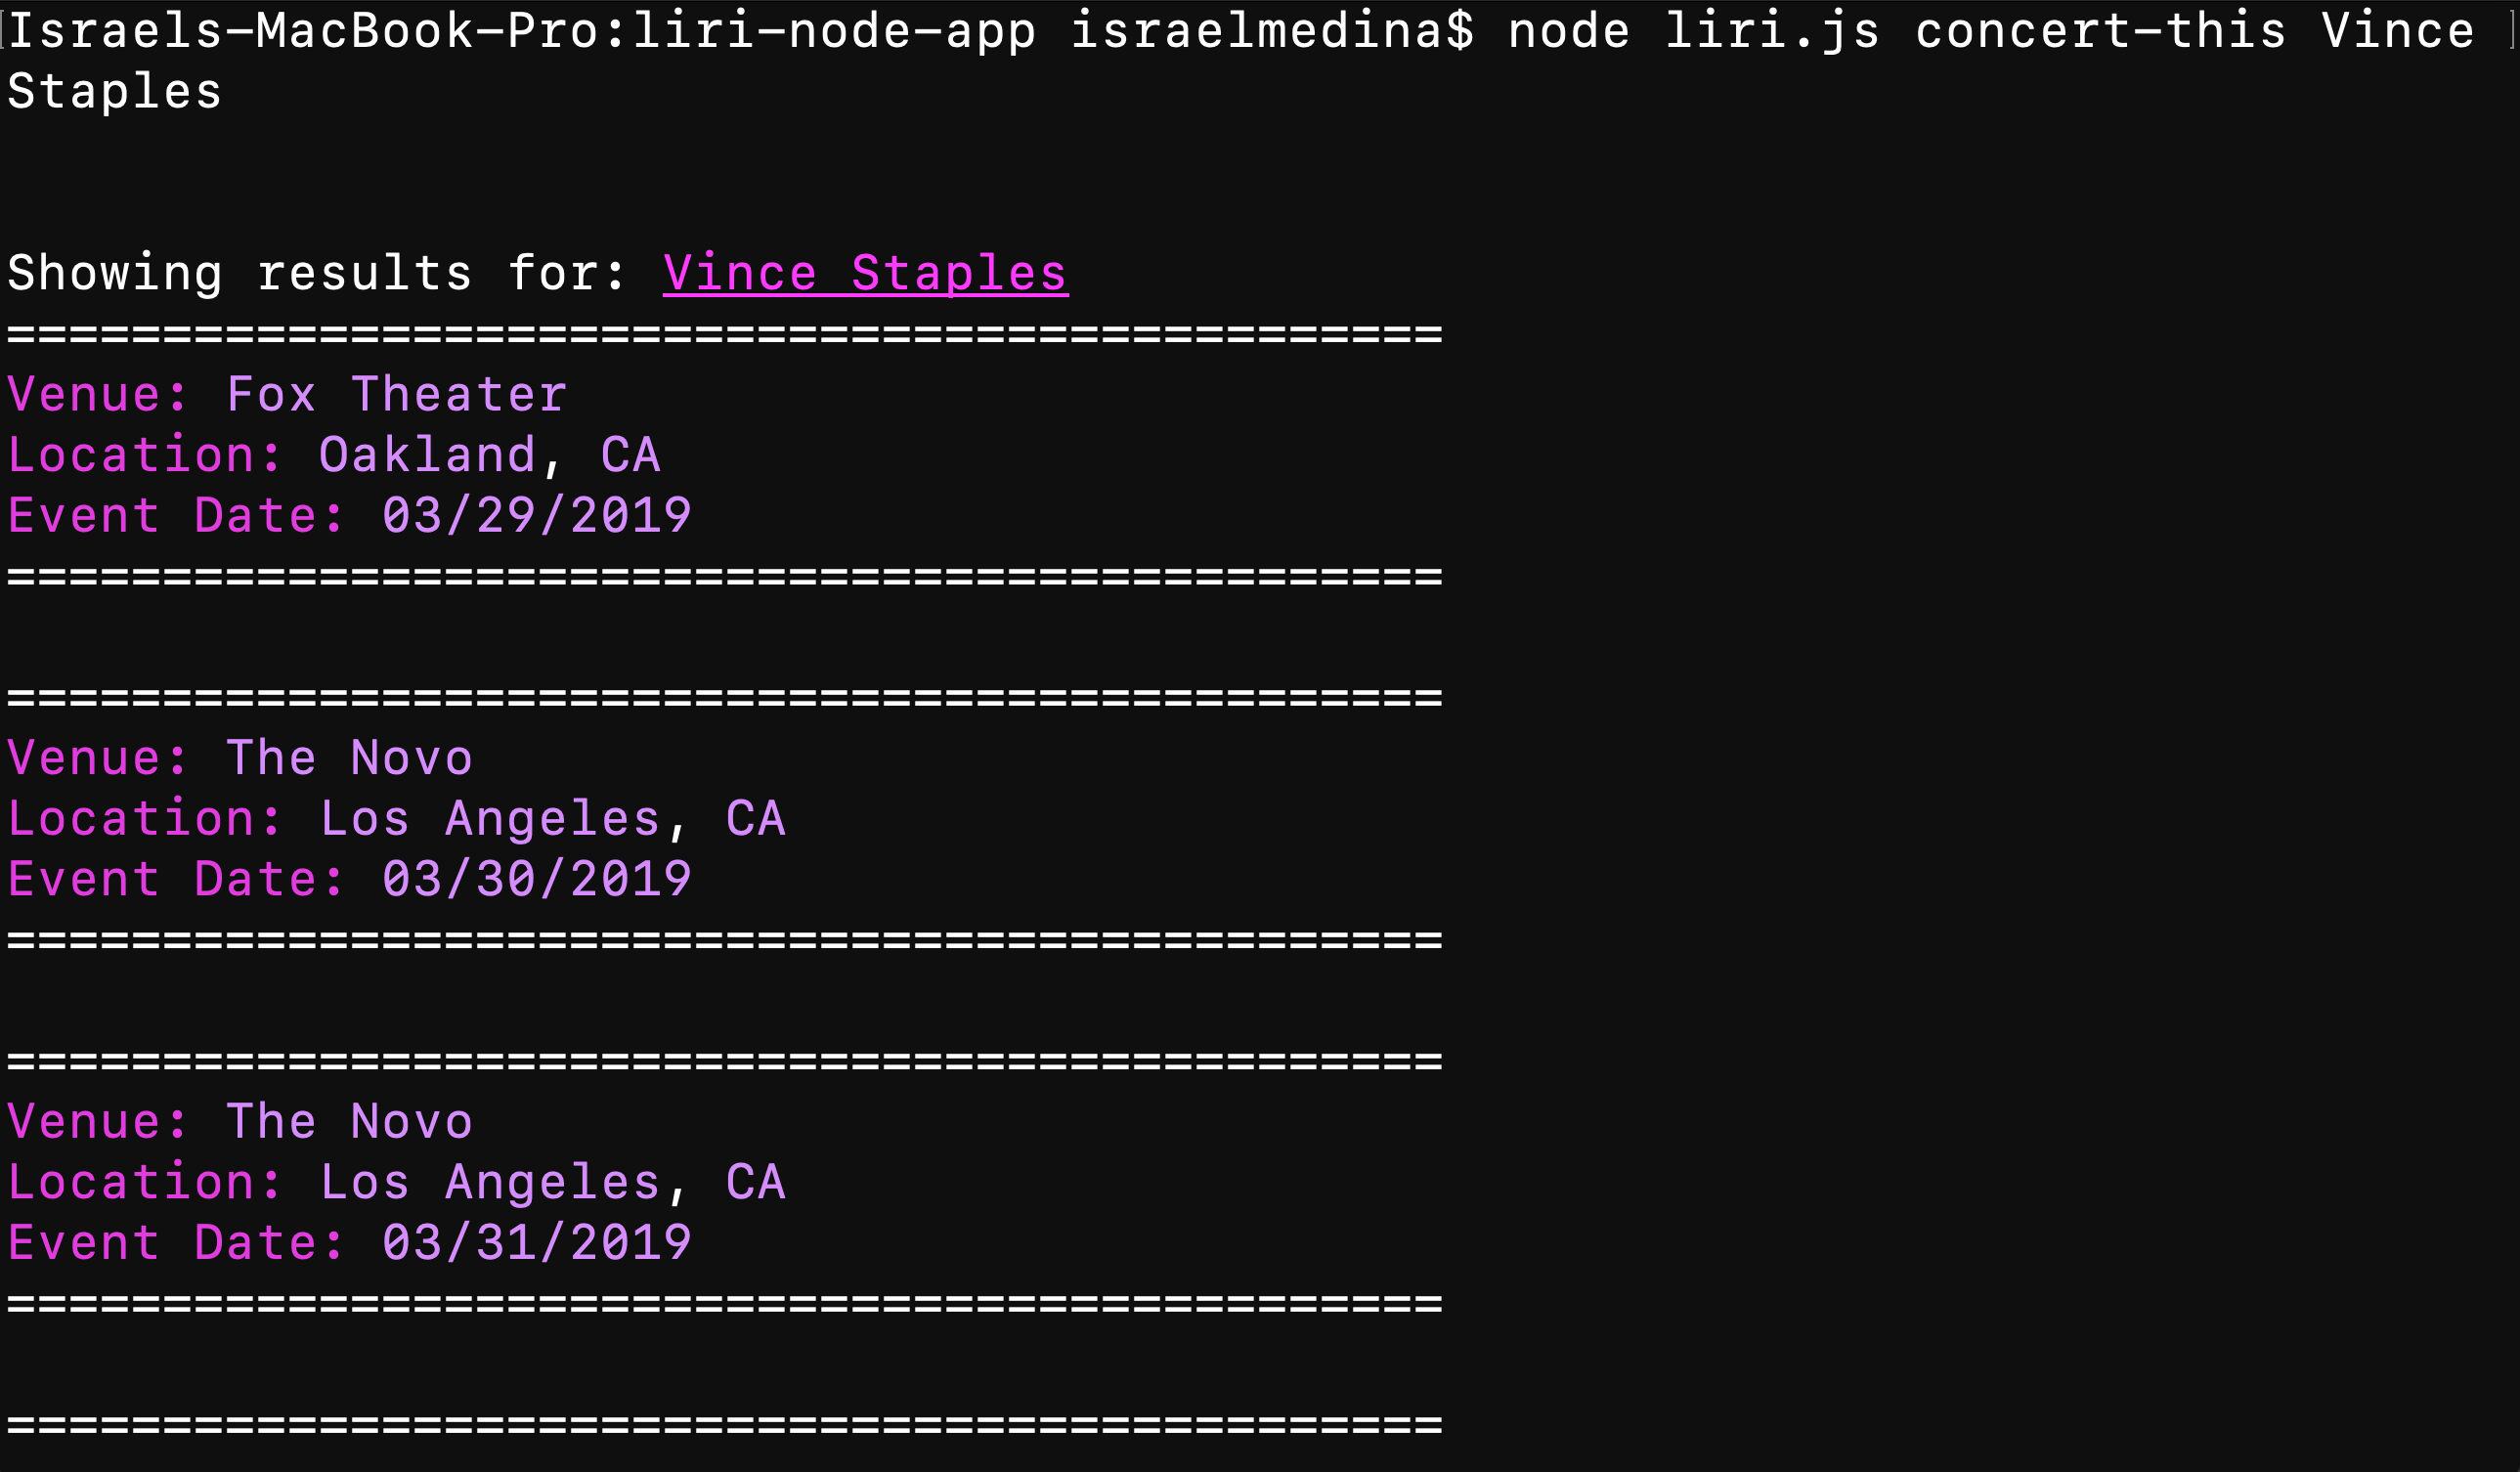 Israels-MacBook-Pro:liri-node-app israelmedina$ node liri.js concert-this Vince
Staples
Showing results for: Vince Staples
==============================================
Venue: Fox Theater
Location: Oakland, CA
Event Date: 03/29/2019
==============================================
==============================================
Venue: The Novo
Location: Los Angeles, CA
Event Date: 03/30/2019
==============================================
==============================================
Venue: The Novo
Location: Los Angeles, CA
Event Date: 03/31/2019
==============================================
==============================================